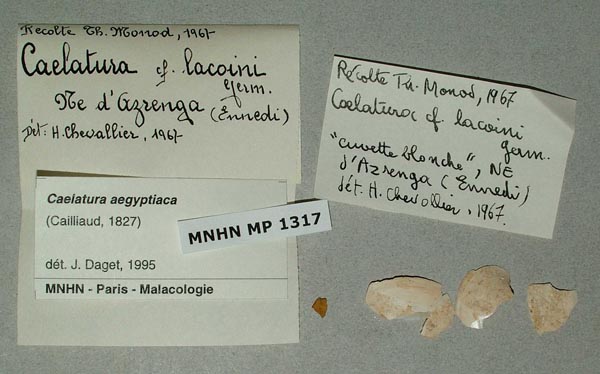 Récolte Th. Monod, 1967
Caelatura cf. lacoini
Germ.
Ne d'Azrenga (Ennedi)
Dét: H. Chevallier, 1967
Caelatura aegyptiaca
(Cailliaud, 1827)
dét. J. Daget, 1995
MNHN - Paris - Malacologie
MNHN MP 1317
Récolte Th. Monod, 1967
Caelatura cf. lacoini
Germ.
"cuvette blanche", NE
d'Azrenga (Ennedi)
dét. H. Chevallier, 1967.